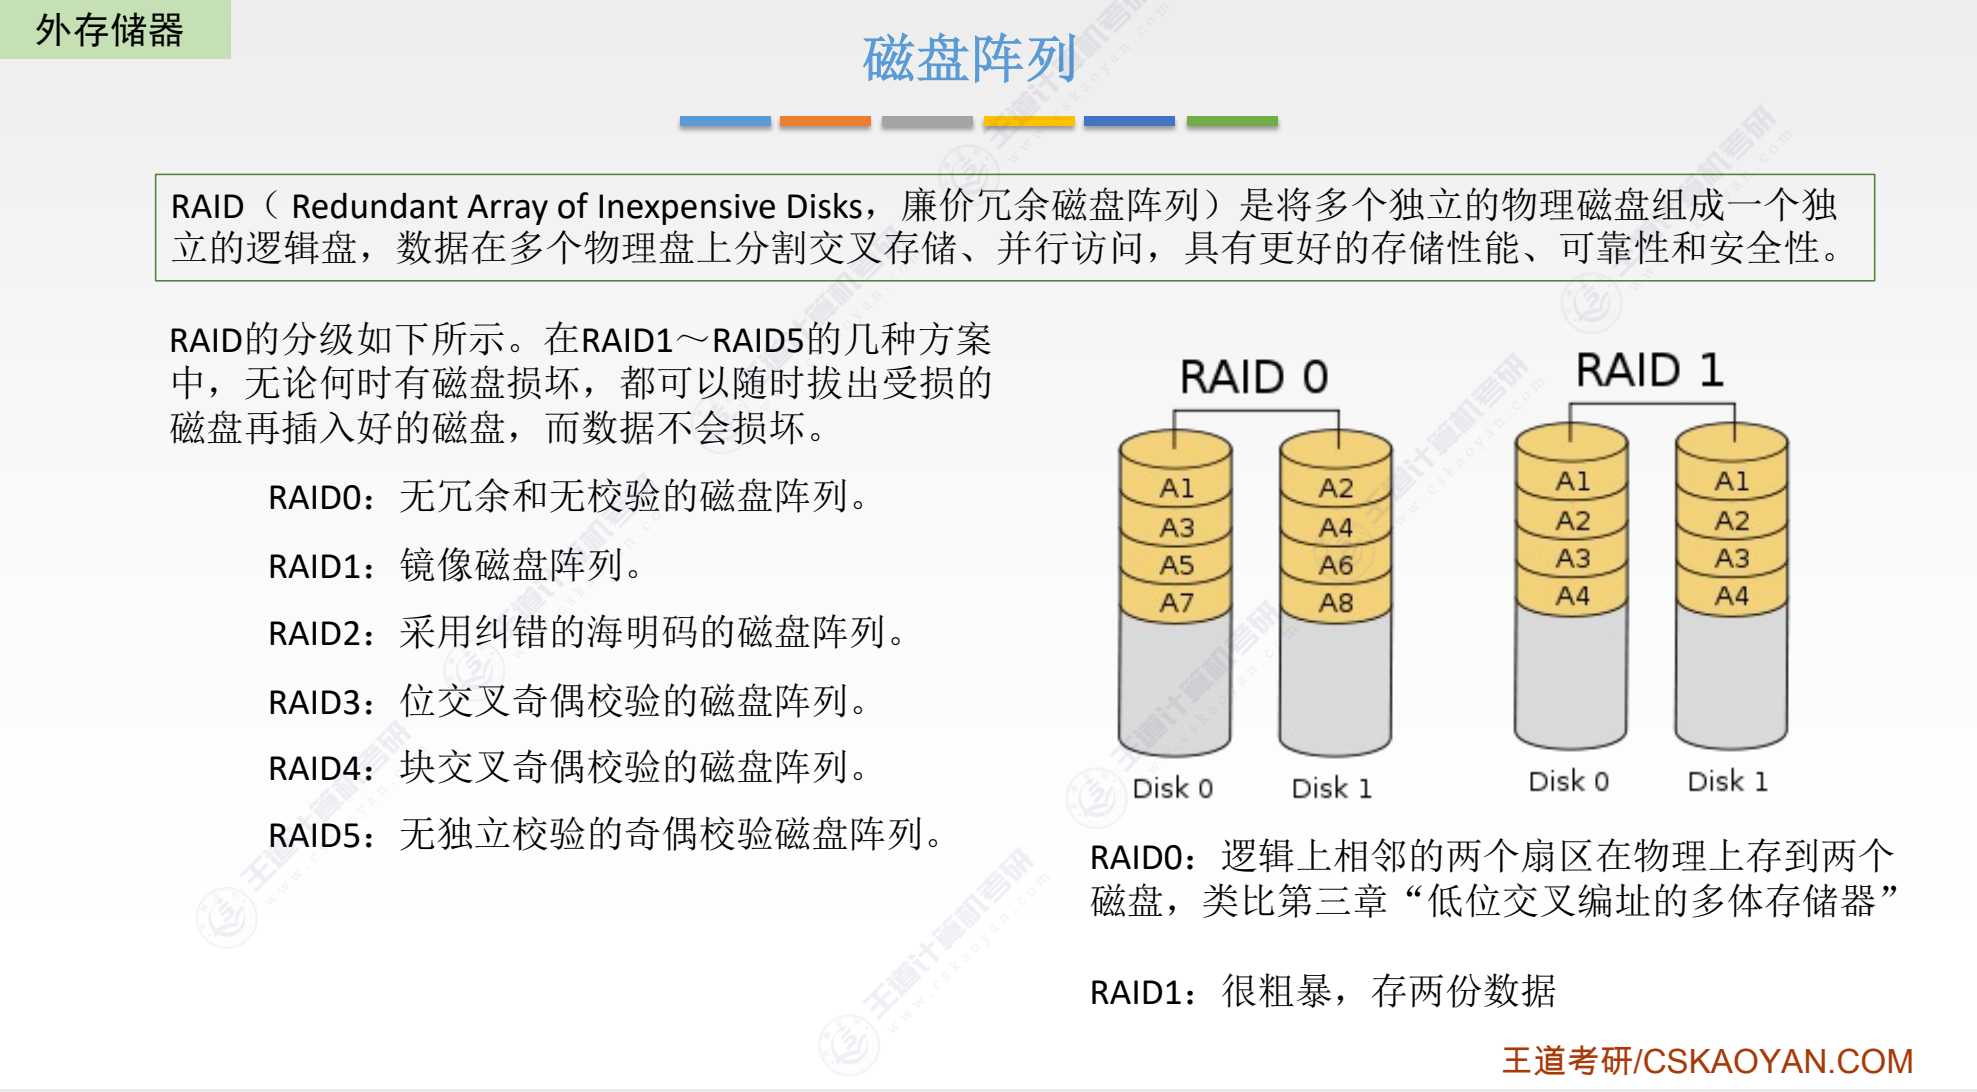 外存储器
磁盘阵列
RAID（ Redundant Array of Inexpensive Disks，廉价冗余磁盘阵列）是将多个独立的物理磁盘组成一个独
立的逻辑盘，数据在多个物理盘上分割交叉存储、并行访问，具有更好的存储性能、可靠性和安全性。
RAID的分级如下所示。在RAID1～RAID5的几种方案
中，无论何时有磁盘损坏，都可以随时拔出受损的
磁盘再插入好的磁盘，而数据不会损坏。
RAID0：无冗余和无校验的磁盘阵列。
RAID1：镜像磁盘阵列。
RAID2：采用纠错的海明码的磁盘阵列。
RAID3：位交叉奇偶校验的磁盘阵列。
RAID4：块交叉奇偶校验的磁盘阵列。
RAID5：无独立校验的奇偶校验磁盘阵列。
RAID 0
A1 A2
A3 A4
A5 A6
A7 A8
Disk 0 Disk 1
RAID 1
A1 A1
A2 A2
A3 A3
A4 A4
Disk 0 Disk 1
RAID0：逻辑上相邻的两个扇区在物理上存到两个
磁盘，类比第三章“低位交叉编址的多体存储器”
RAID1：很粗暴，存两份数据
王道考研/CSKAOYAN.COM
王道计算机考研
www.cskaoyan.com